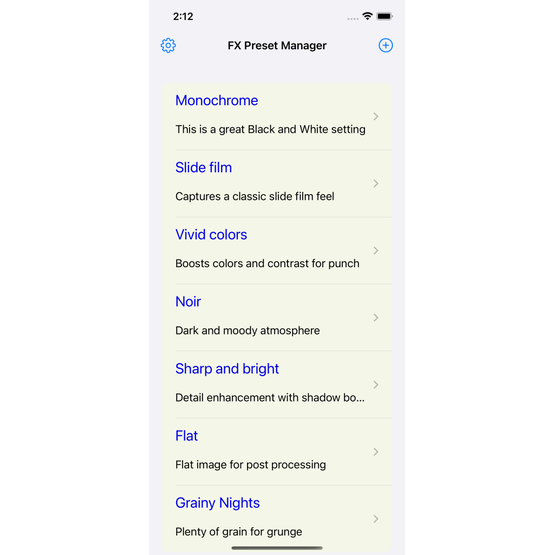 2:12
FX Preset Manager
Monochrome
This is a great Black and White setting
Slide film
Captures a classic slide film feel
Vivid colors
Boosts colors and contrast for punch
Noir
Dark and moody atmosphere
Sharp and bright
Detail enhancement with shadow bo...
Flat
Flat image for post processing
Grainy Nights
Plenty of grain for grunge